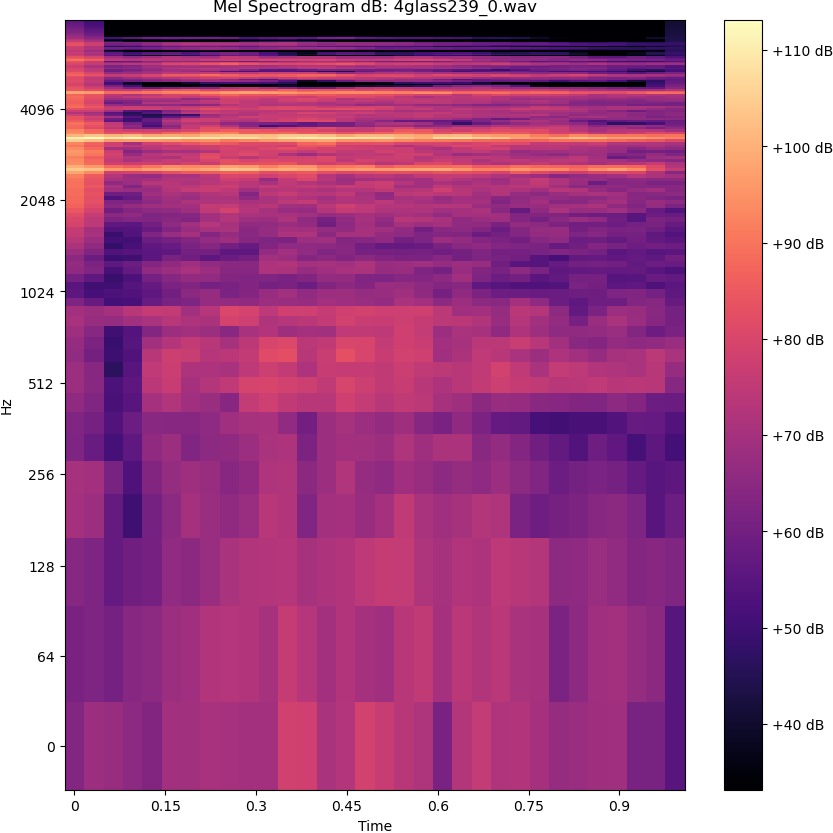 Mel Spectrogram dB: 4glass239_0.wav
+110 dB
+100 dB
+90 dB
+80 dB
+70 dB
+60 dB
+50 dB
+40 dB
4096
2048
1024
512
256
128
64
0
Hz
0 0.15 0.3 0.45 0.6 0.75 0.9
Time